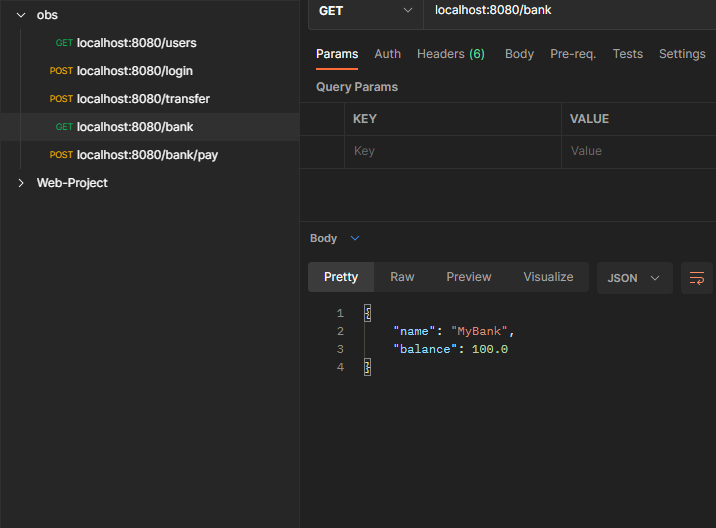 obs
GET localhost:8080/users
POST localhost:8080/login
POST localhost:8080/transfer
GET localhost:8080/bank
POST localhost:8080/bank/pay
Web-Project
GET localhost:8080/bank
Params Auth Headers (6) Body Pre-req. Tests Settings
Query Params
KEY VALUE
Key Value
Body
Pretty Raw Preview Visualize JSON
1 {
2 "name": "MyBank",
3 "balance": 100.0
4 }